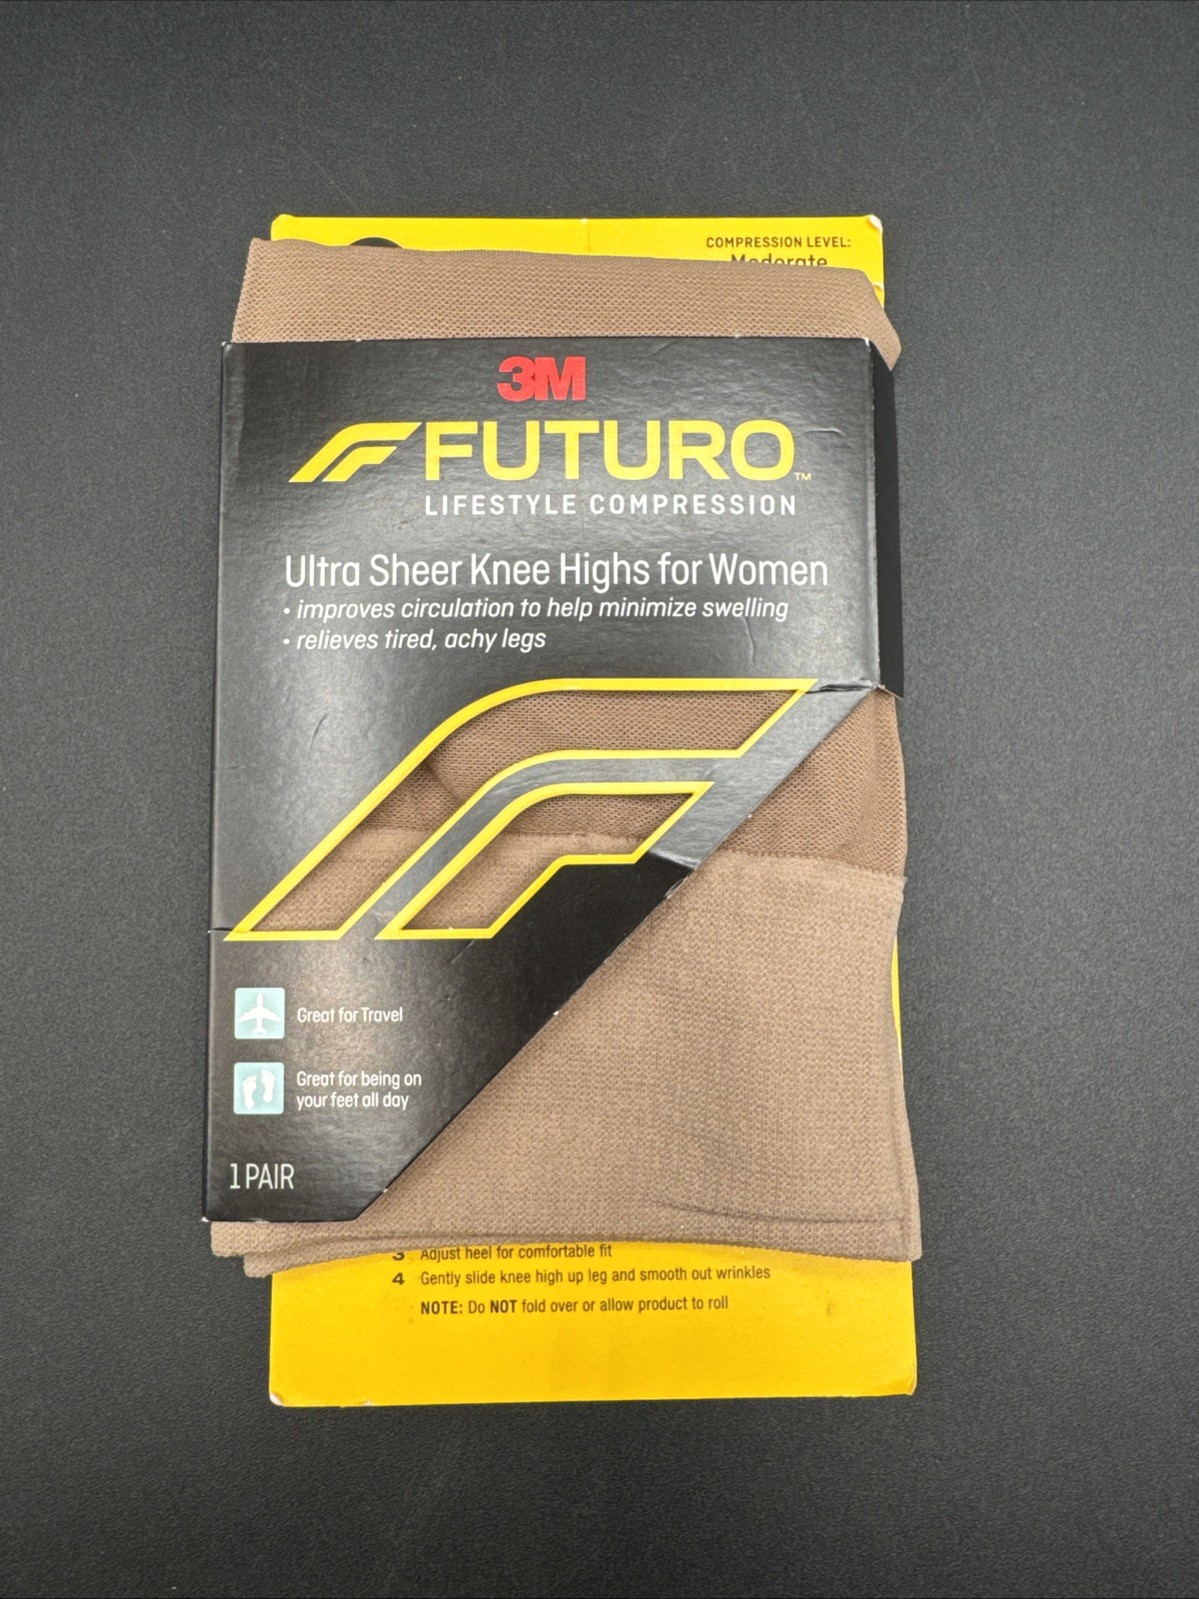 COMPRESSION LEVEL:
Moderate
3M
FUTURO™
LIFESTYLE COMPRESSION
Ultra Sheer Knee Highs for Women
• improves circulation to help minimize swelling
• relieves tired, achy legs
Great for Travel
Great for being on
your feet all day
1 PAIR
3 Adjust heel for comfortable fit
4 Gently slide knee high up leg and smooth out wrinkles
NOTE: Do NOT fold over or allow product to roll